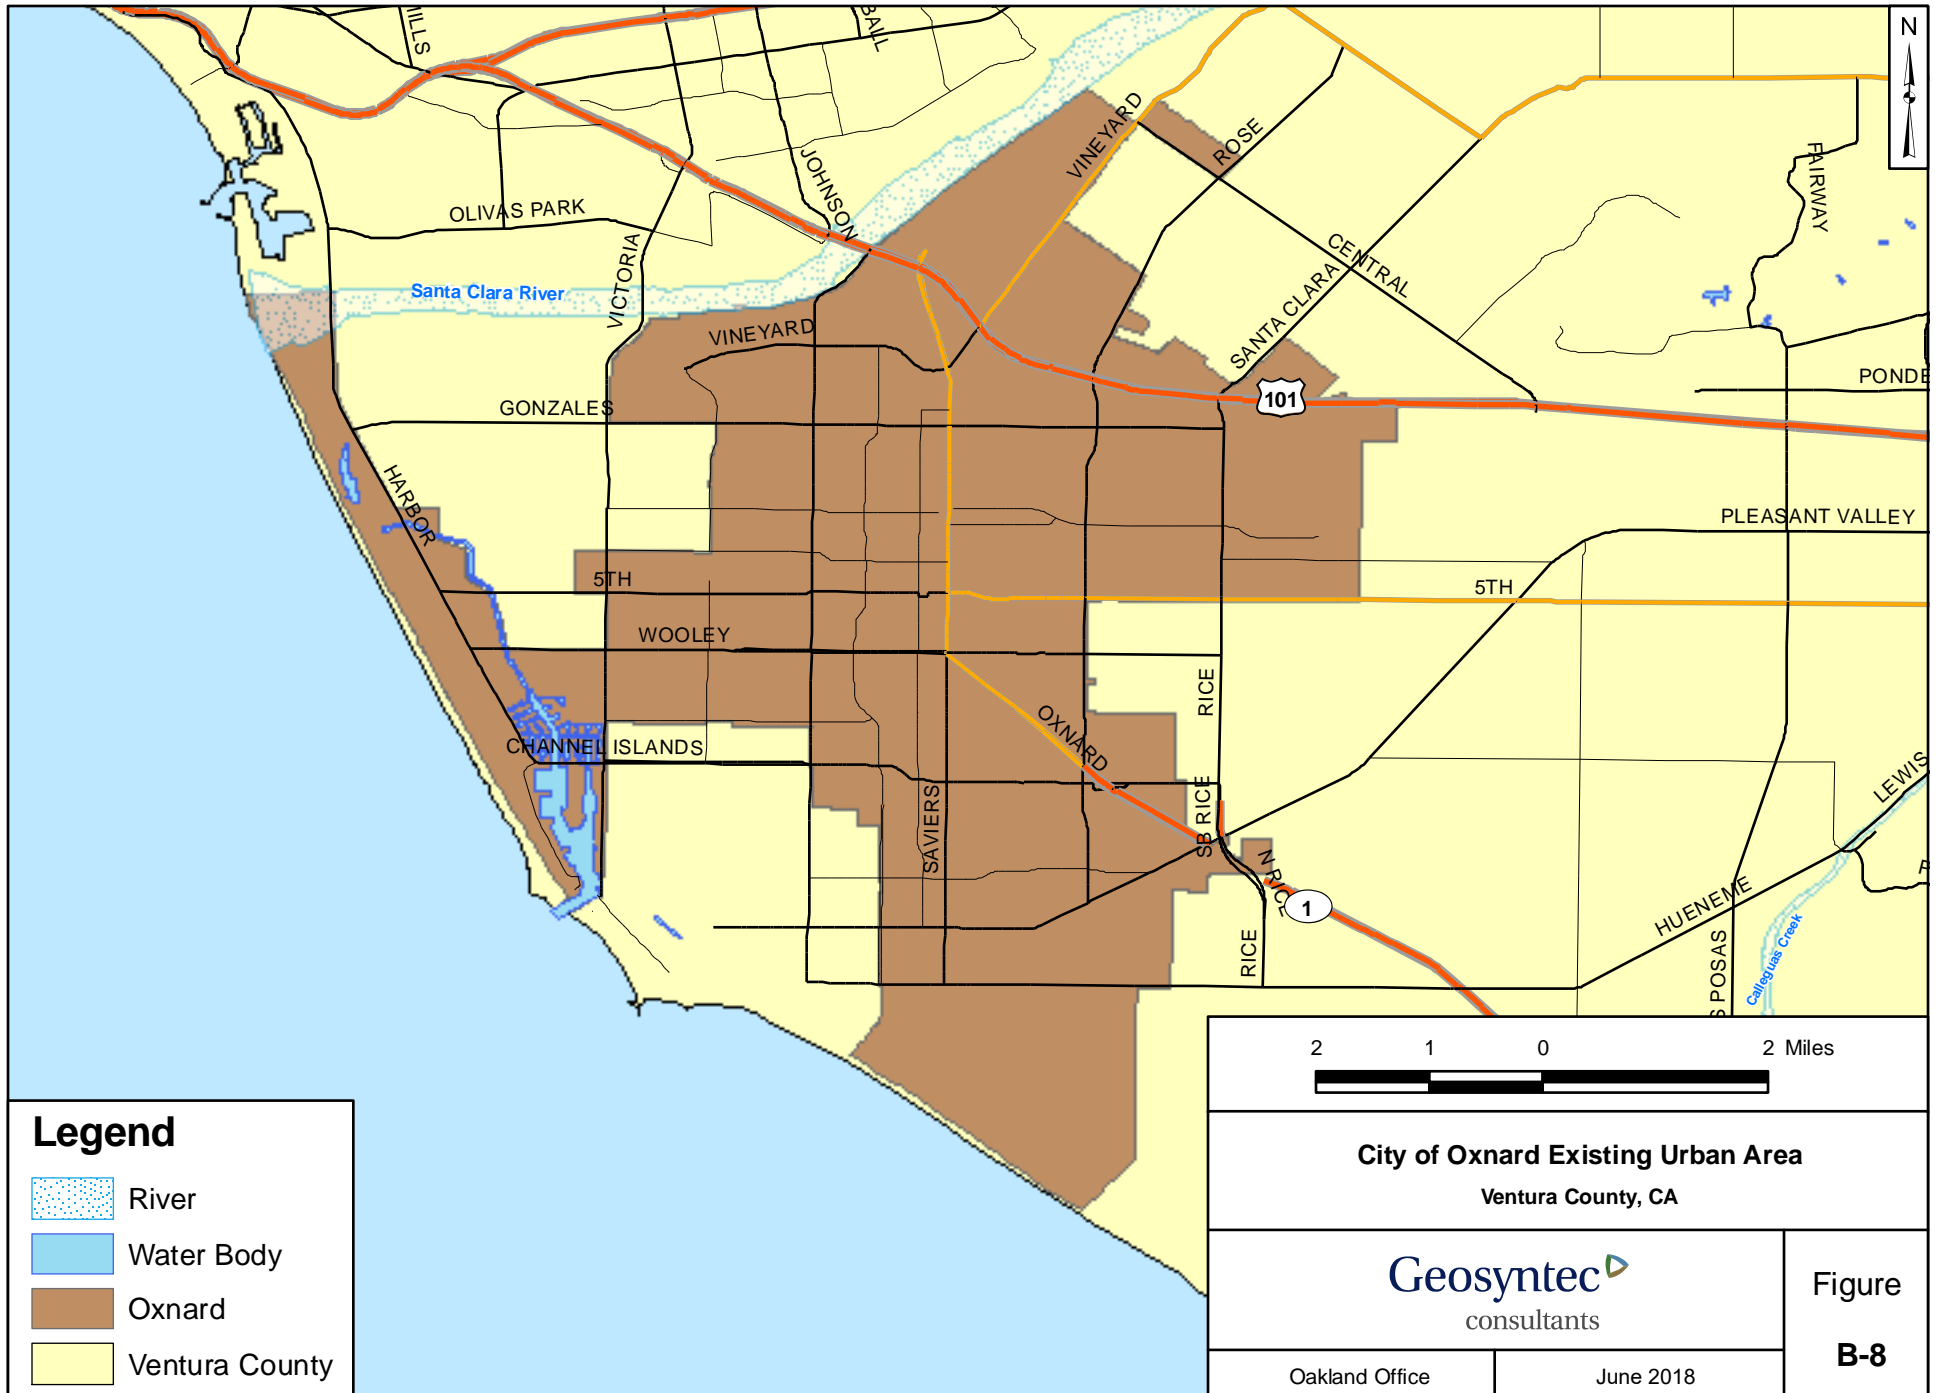 N
BALL
VINEYARD
ROSE
FAIRWAY
JOHNSON
OLIVAS PARK
VICTORIA
CENTRAL
SANTA CLARA
Santa Clara River
VINEYARD
PONDE
101
GONZALES
HARBOR
PLEASANT VALLEY
5TH
5TH
WOOLEY
RICE
OXNARD
CHANNEL ISLANDS
SAVIERS
SB RICE
LEWIS
N RICE
1
HUENEME
RICE
S POSAS
Calleguas Creek
2 1 0 2 Miles
City of Oxnard Existing Urban Area
Ventura County, CA
Geosyntec
consultants
Figure
B-8
Oakland Office
June 2018
Legend
River
Water Body
Oxnard
Ventura County